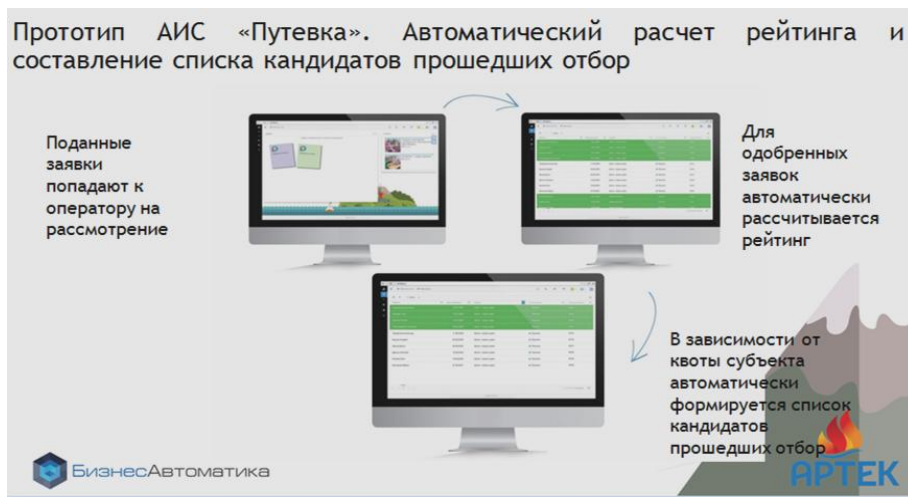 Прототип АИС «Путевка». Автоматический расчет рейтинга и
составление списка кандидатов прошедших отбор
Поданные
заявки
попадают к
оператору на
рассмотрение
Для
одобренных
заявок
автоматически
рассчитывается
рейтинг
В зависимости от
квоты субъекта
автоматически
формируется список
кандидатов
прошедших отбор
БизнесАвтоматика
АРТЕК